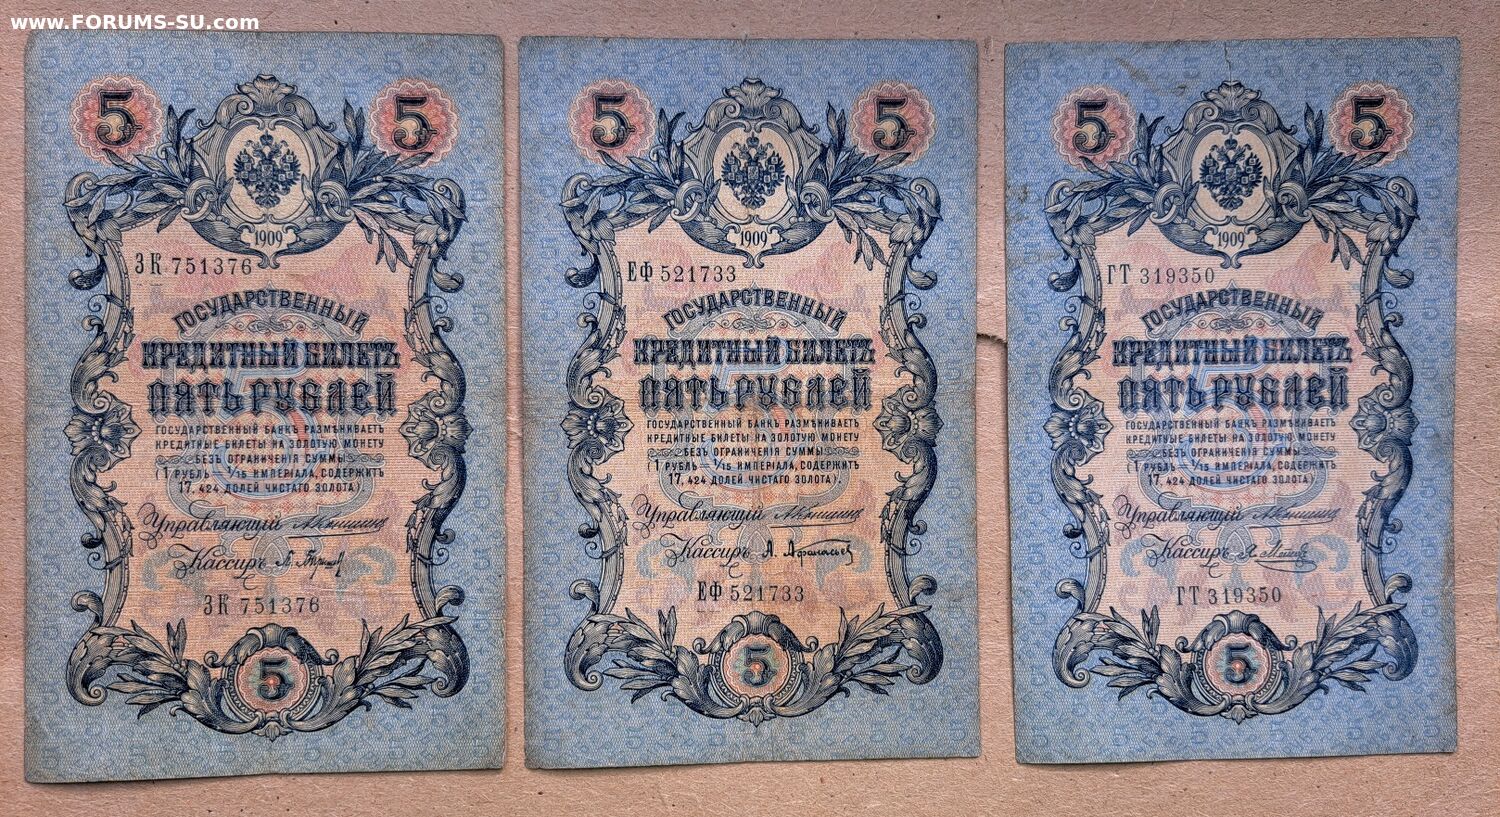 www.FORUMS-SU.com
5 5
1909
ЗК 751376
ГОСУДАРСТВЕННЫЙ
КРЕДИТНЫЙ БИЛЕТЪ
ПЯТЬ РУБЛЕЙ
ГОСУДАРСТВЕННЫЙ БАНКЪ РАЗМѢНИВАЕТЪ
КРЕДИТНЫЕ БИЛЕТЫ НА ЗОЛОТУЮ МОНЕТУ
БЕЗЪ ОГРАНИЧЕНІЯ СУММЫ
(1 РУБЛЬ = 1/15 ИМПЕРІАЛА, СОДЕРЖИТЪ
17,424 ДОЛЕЙ ЧИСТАГО ЗОЛОТА).
Управляющій
Кассиръ
ЗК 751376
5
5 5
1909
ЕФ 521733
ГОСУДАРСТВЕННЫЙ
КРЕДИТНЫЙ БИЛЕТЪ
ПЯТЬ РУБЛЕЙ
ГОСУДАРСТВЕННЫЙ БАНКЪ РАЗМѢНИВАЕТЪ
КРЕДИТНЫЕ БИЛЕТЫ НА ЗОЛОТУЮ МОНЕТУ
БЕЗЪ ОГРАНИЧЕНІЯ СУММЫ
(1 РУБЛЬ = 1/15 ИМПЕРІАЛА, СОДЕРЖИТЪ
17,424 ДОЛЕЙ ЧИСТАГО ЗОЛОТА).
Управляющій
Кассиръ А. Афанасьев
ЕФ 521733
5
5 5
1909
ГТ 319350
ГОСУДАРСТВЕННЫЙ
КРЕДИТНЫЙ БИЛЕТЪ
ПЯТЬ РУБЛЕЙ
ГОСУДАРСТВЕННЫЙ БАНКЪ РАЗМѢНИВАЕТЪ
КРЕДИТНЫЕ БИЛЕТЫ НА ЗОЛОТУЮ МОНЕТУ
БЕЗЪ ОГРАНИЧЕНІЯ СУММЫ
(1 РУБЛЬ = 1/15 ИМПЕРІАЛА, СОДЕРЖИТЪ
17,424 ДОЛЕЙ ЧИСТАГО ЗОЛОТА).
Управляющій
Кассиръ
ГТ 319350
5